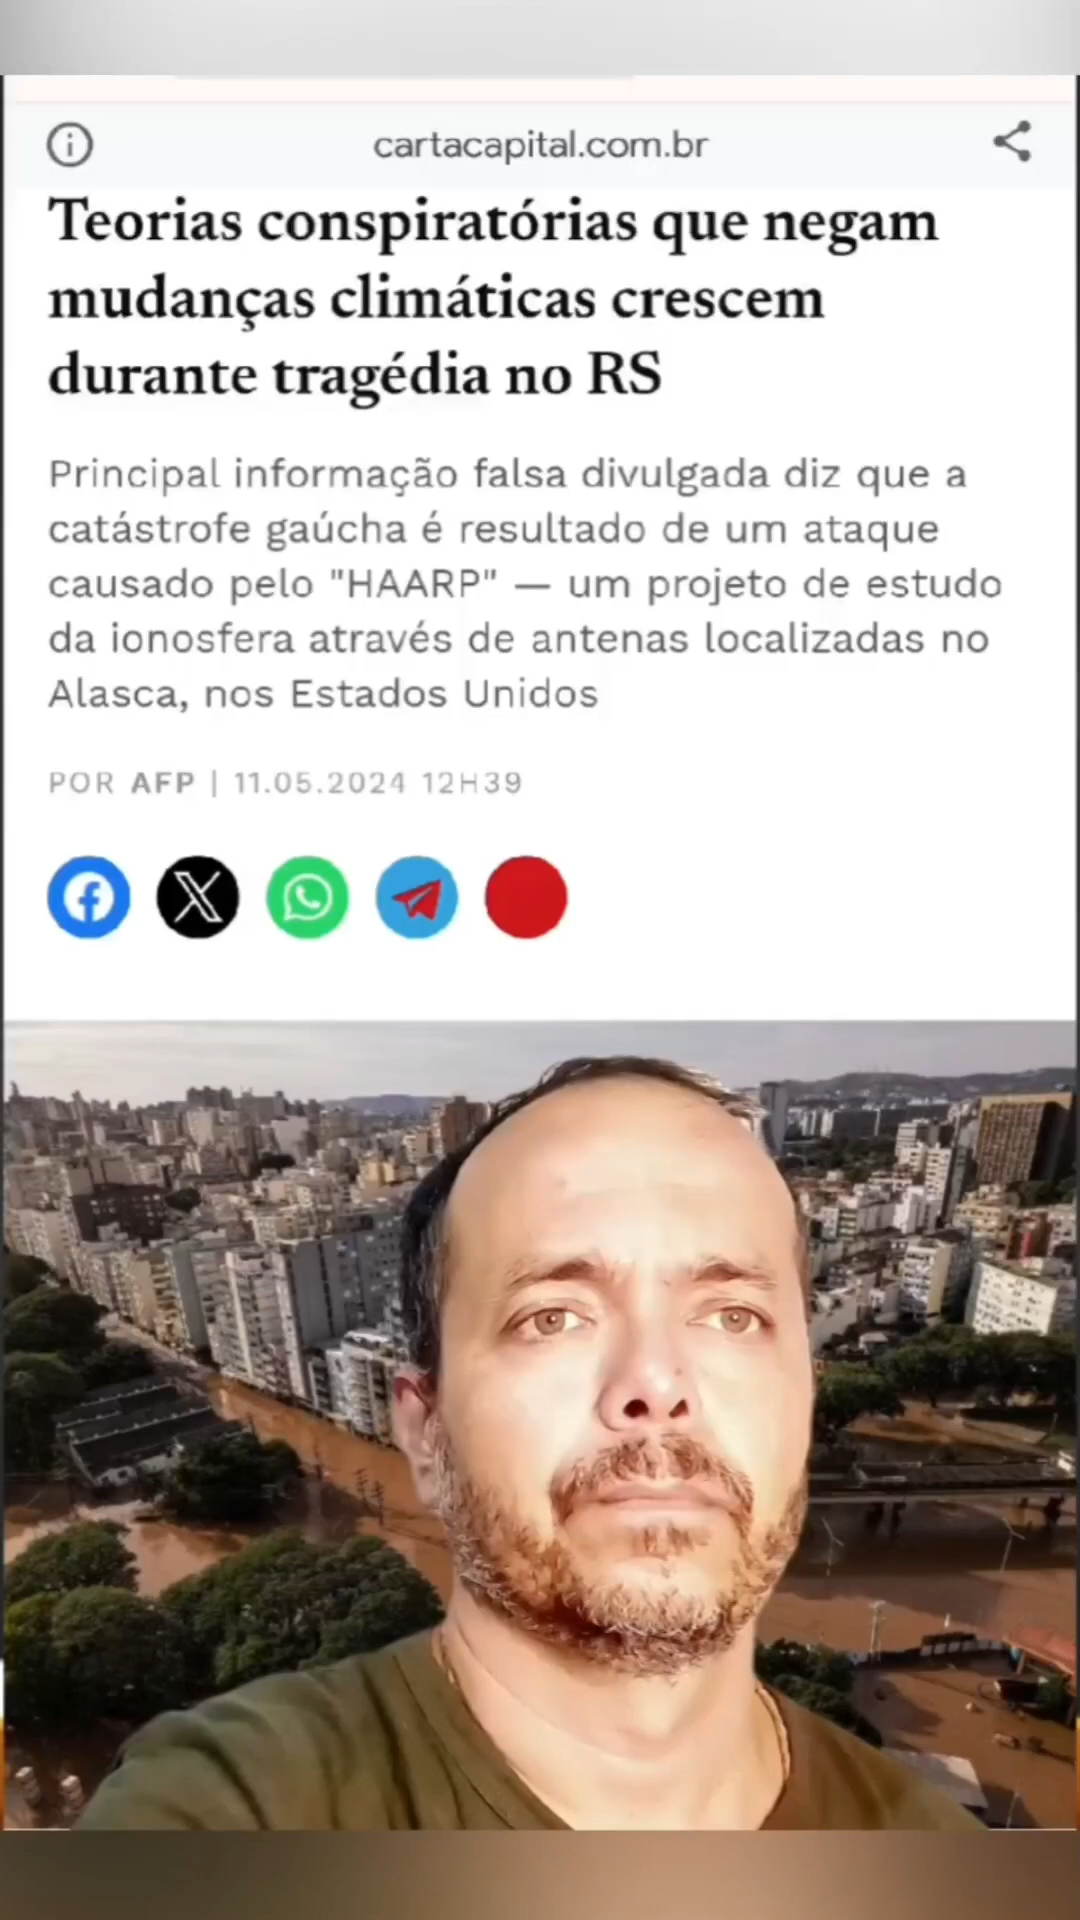 cartacapital.com.br
Teorias conspiratórias que negam
mudanças climáticas crescem
durante tragédia no RS
Principal informação falsa divulgada diz que a
catástrofe gaúcha é resultado de um ataque
causado pelo "HAARP" — um projeto de estudo
da ionosfera através de antenas localizadas no
Alasca, nos Estados Unidos
POR AFP | 11.05.2024 12H39